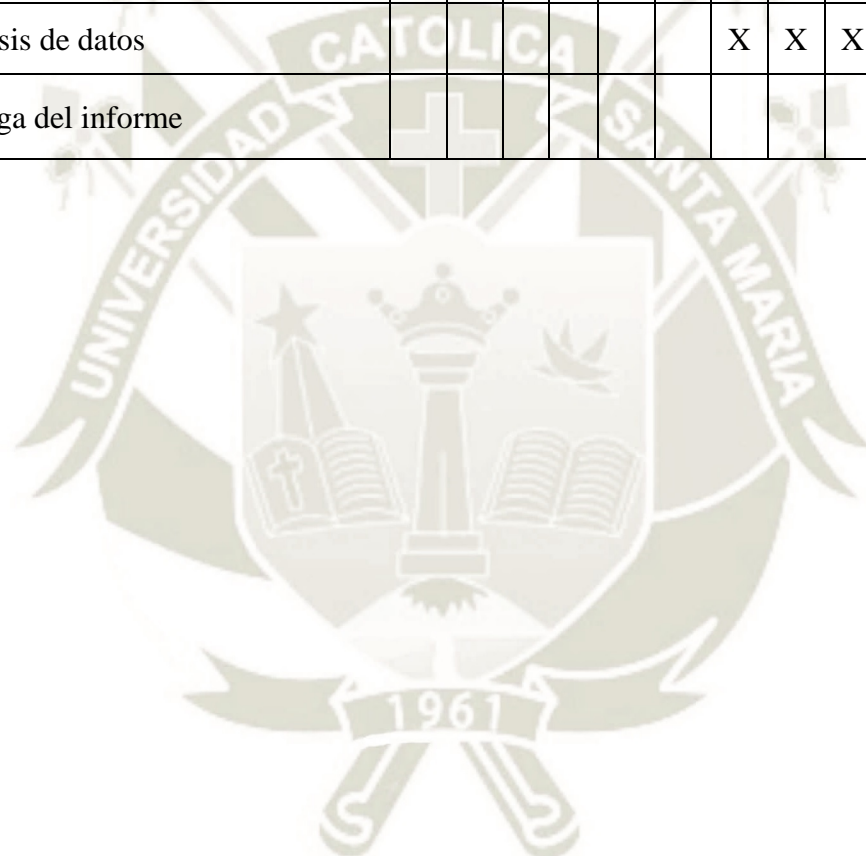 sis de datos X X X
ga del informe
UNIVERSIDAD CATOLICA SANTA MARIA
1961
S S